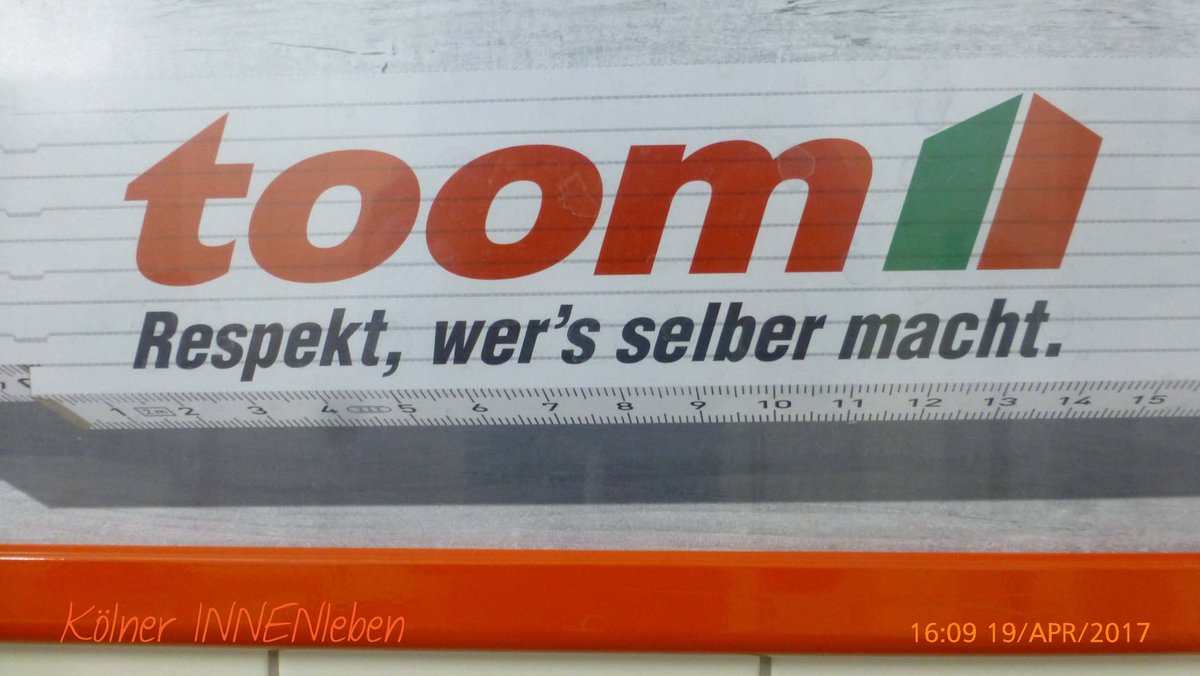 toom
Respekt, wer's selber macht.
1 2m 2 3 4 5 6 7 8 9 10 11 12 13 14 15
Kölner INNENleben
16:09 19/APR/2017